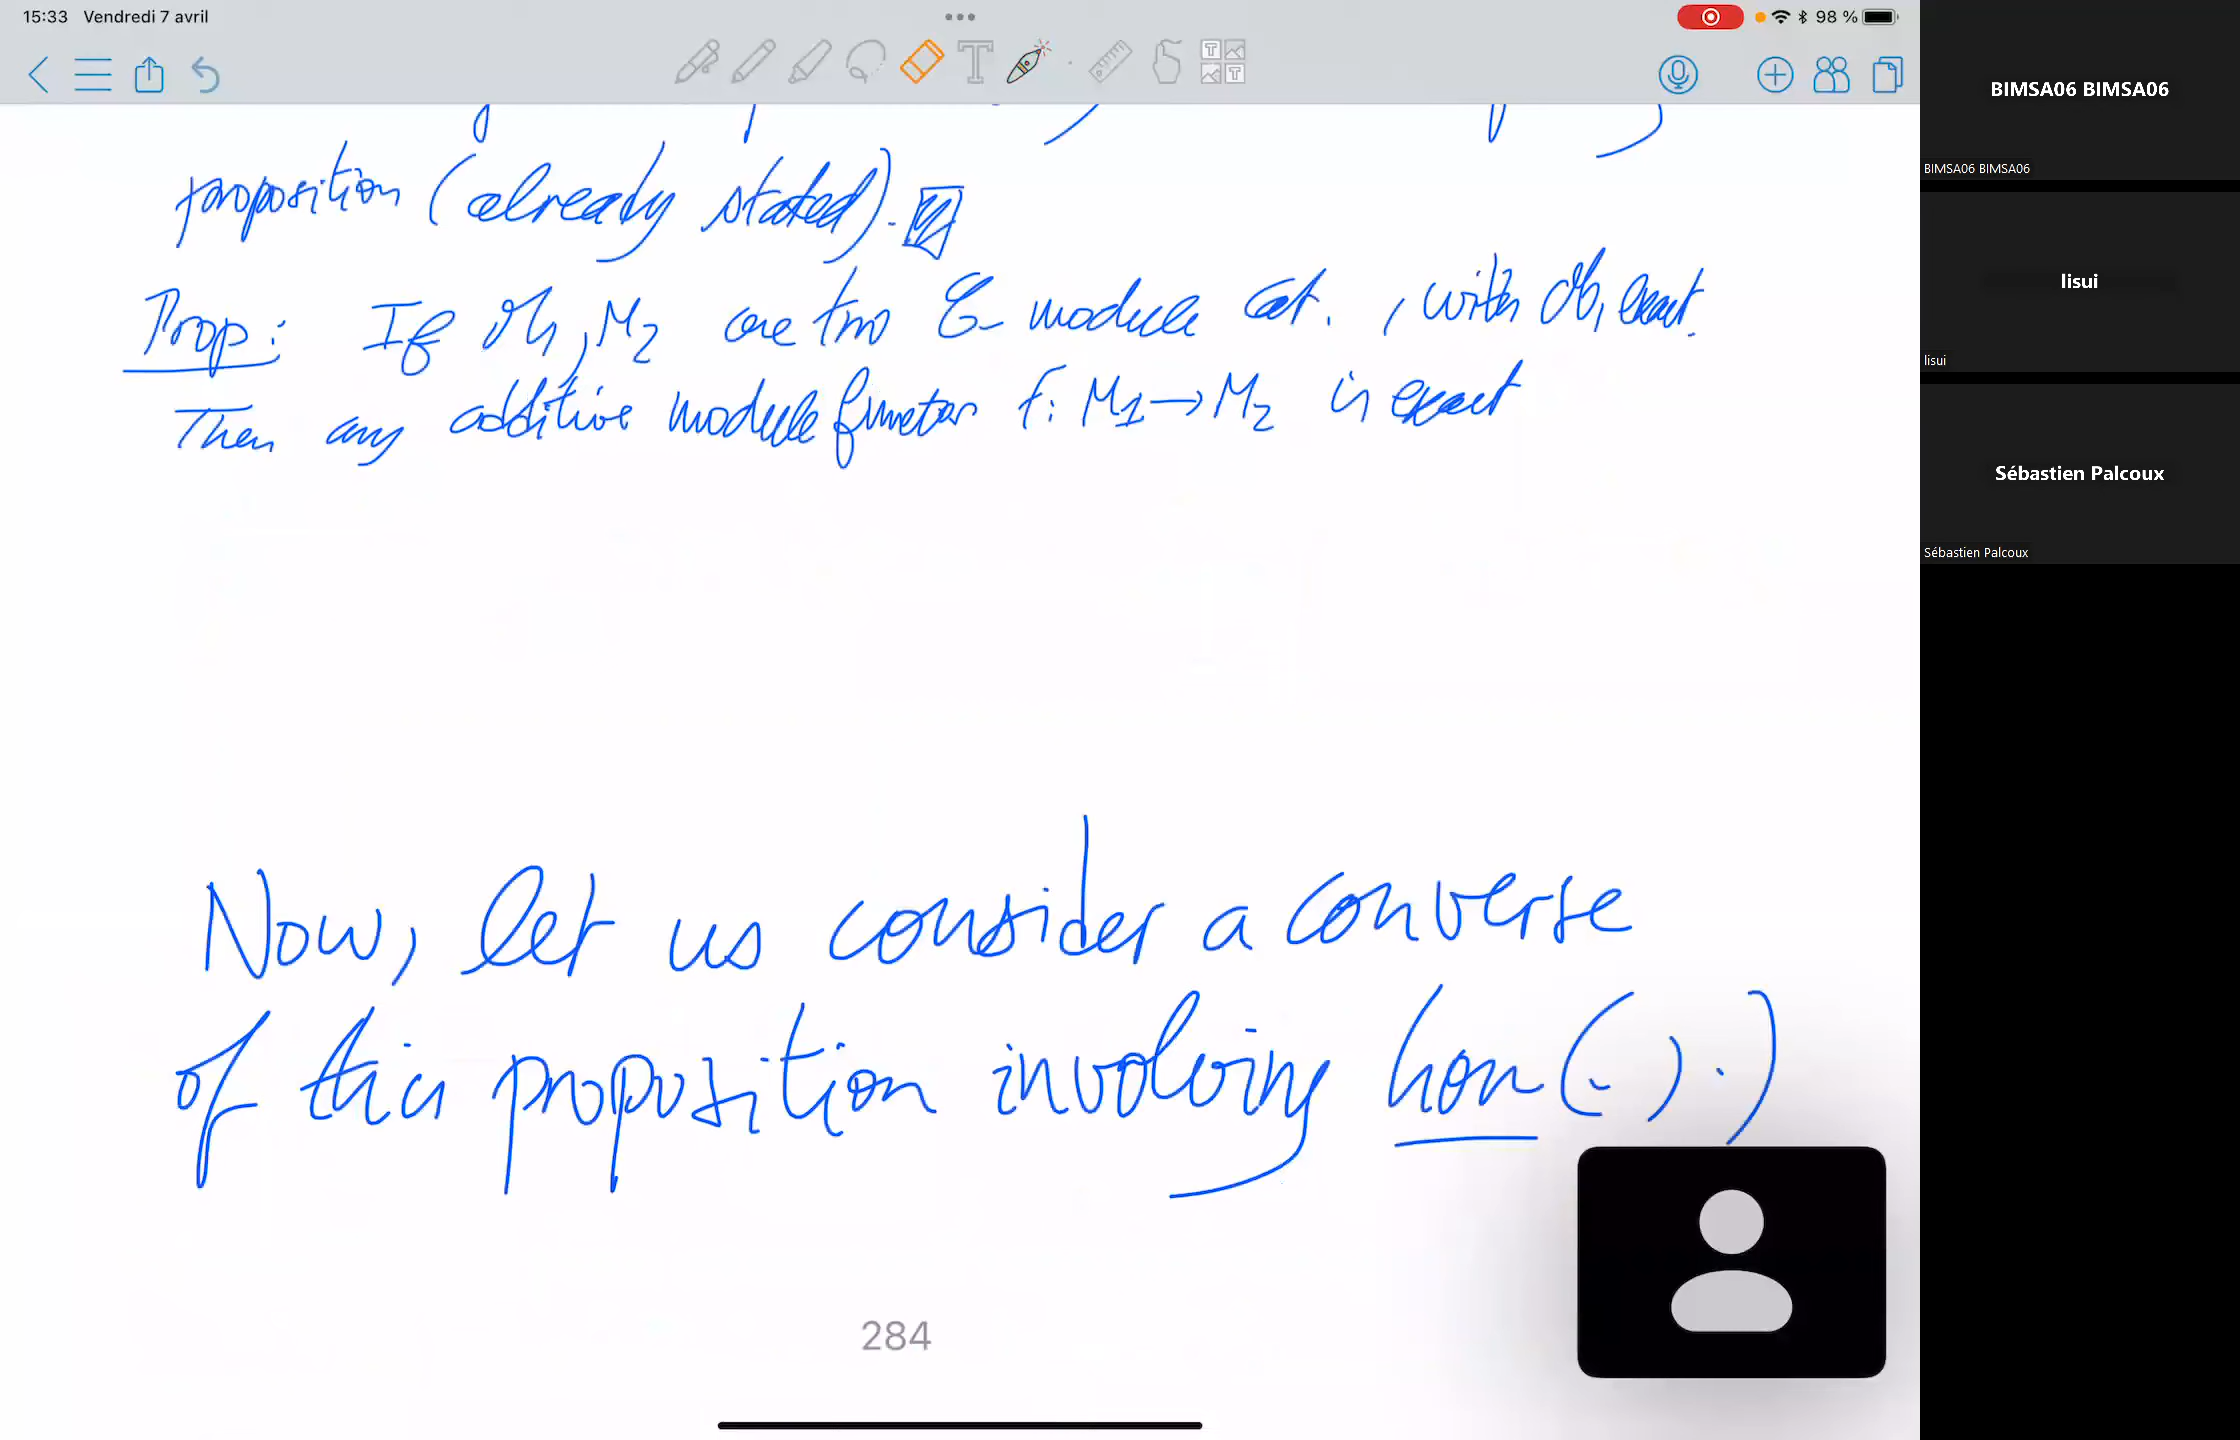 15:33 Vendredi 7 avril
98 %
proposition (already stated).
Prop: If M1, M2 are two C-module cat., with M1 exact.
Then any additive module functor F: M1 → M2 is exact
Now, let us consider a converse
of this proposition involving hom(·,·)
284
BIMSA06 BIMSA06
BIMSA06 BIMSA06
lisui
lisui
Sébastien Palcoux
Sébastien Palcoux